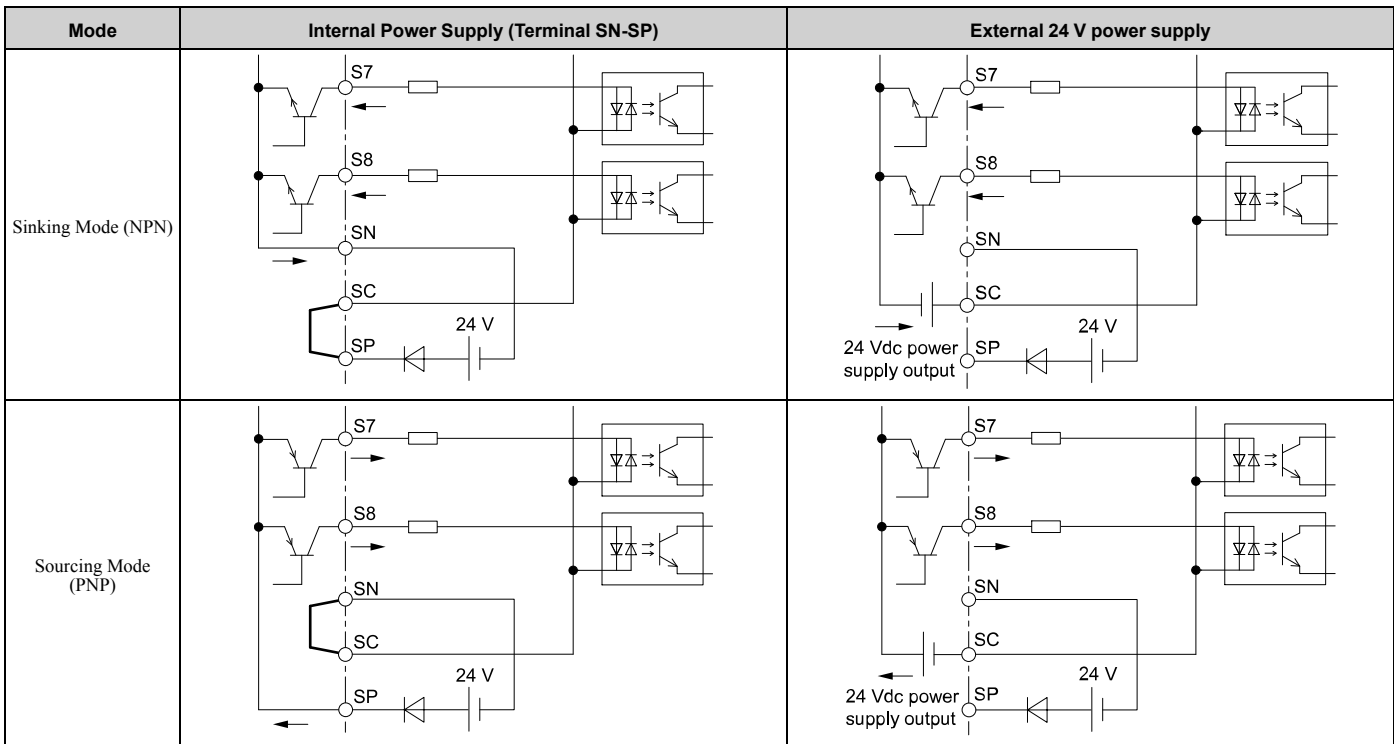 Mode
Internal Power Supply (Terminal SN-SP)
External 24 V power supply
Sinking Mode (NPN)
S7
S8
SN
SC
24 V
SP
S7
S8
SN
SC
24 V
24 Vdc power
supply output
SP
Sourcing Mode
(PNP)
S7
S8
SN
SC
24 V
SP
S7
S8
SN
SC
24 V
24 Vdc power
supply output
SP